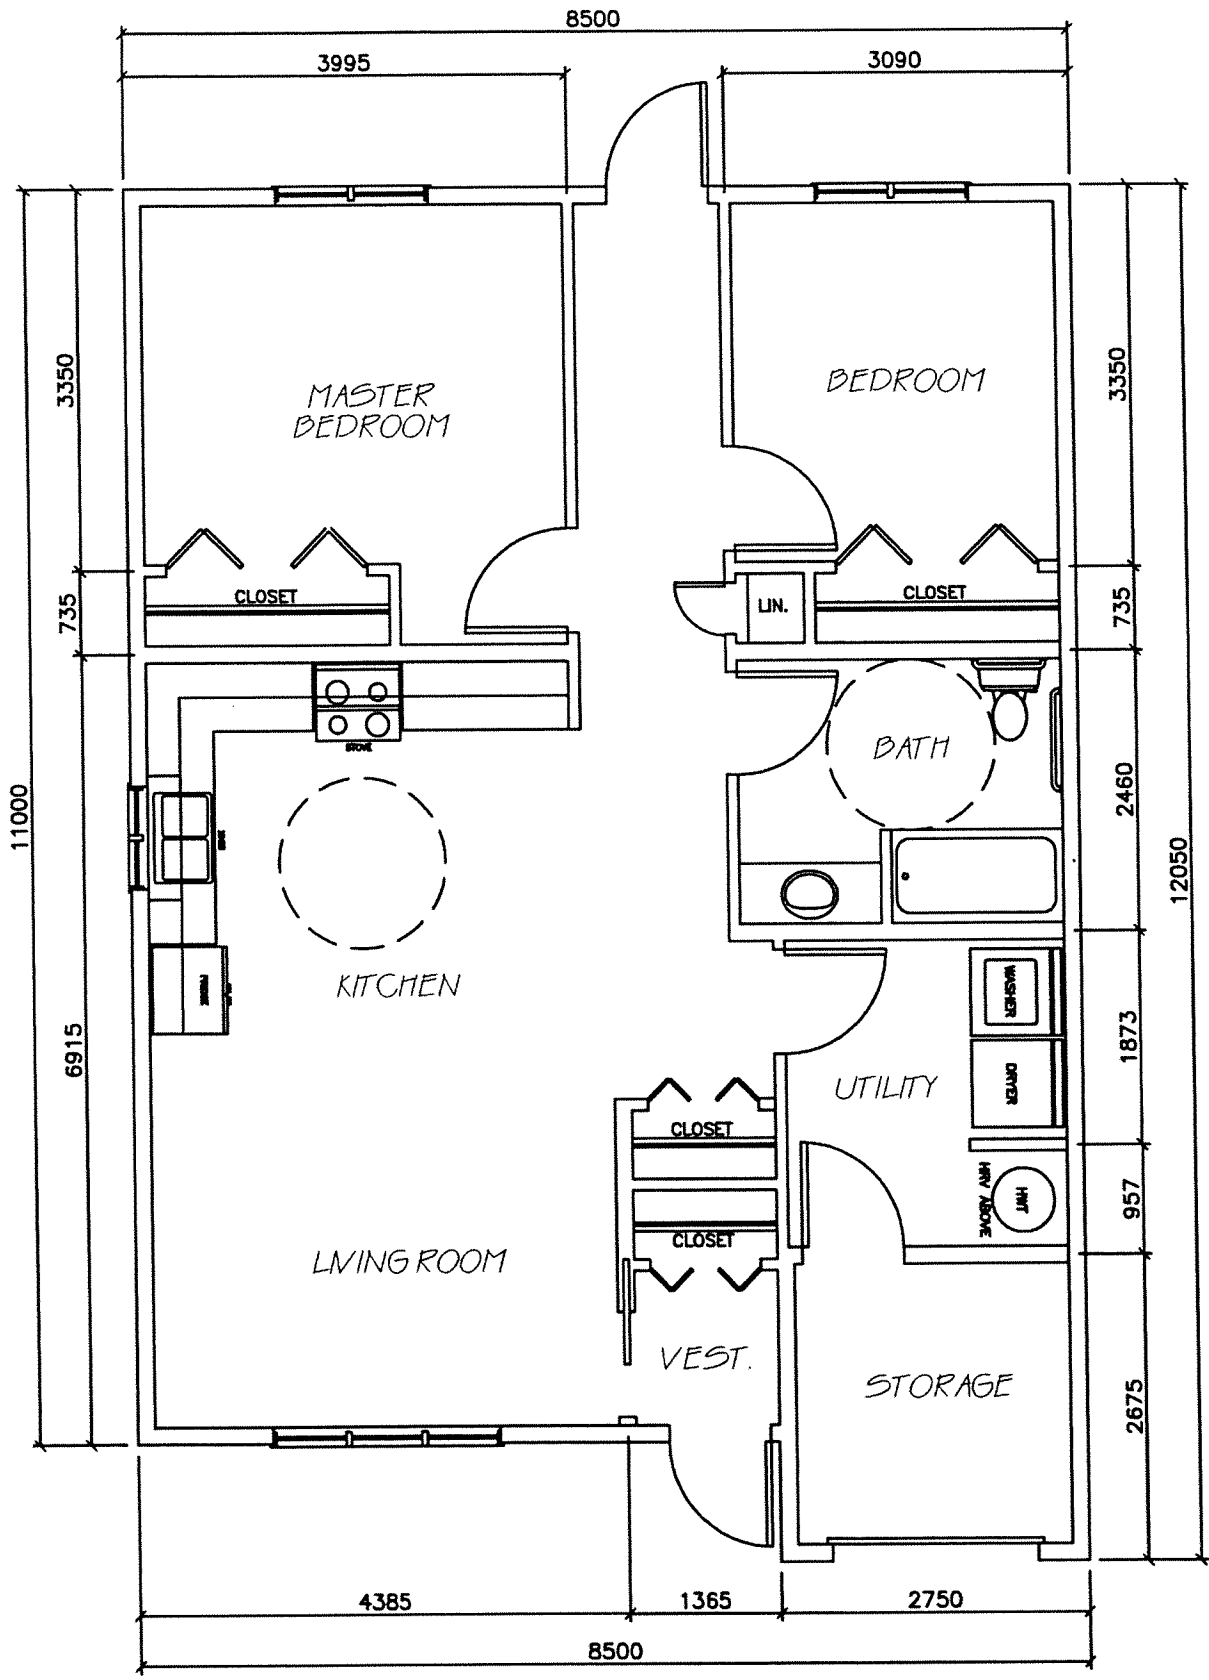 8500
3995
3090
3350
MASTER
BEDROOM
BEDROOM
3350
735
CLOSET
LIN.
CLOSET
735
STOVE
BATH
2460
11000
12050
KITCHEN
FRIDGE
WASHER
6915
1873
UTILITY
DRYER
CLOSET
HRV ABOVE
HWT
957
CLOSET
LIVING ROOM
VEST.
STORAGE
2675
4385
1365
2750
8500